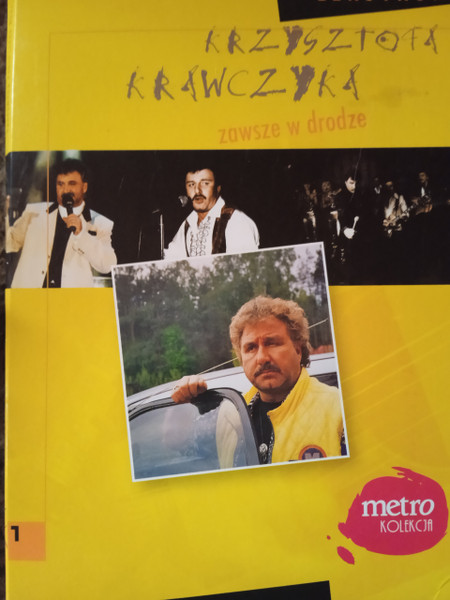 KRZYSZTOFA
KRAWCZYKA
zawsze w drodze
metro
KOLEKCJA
1